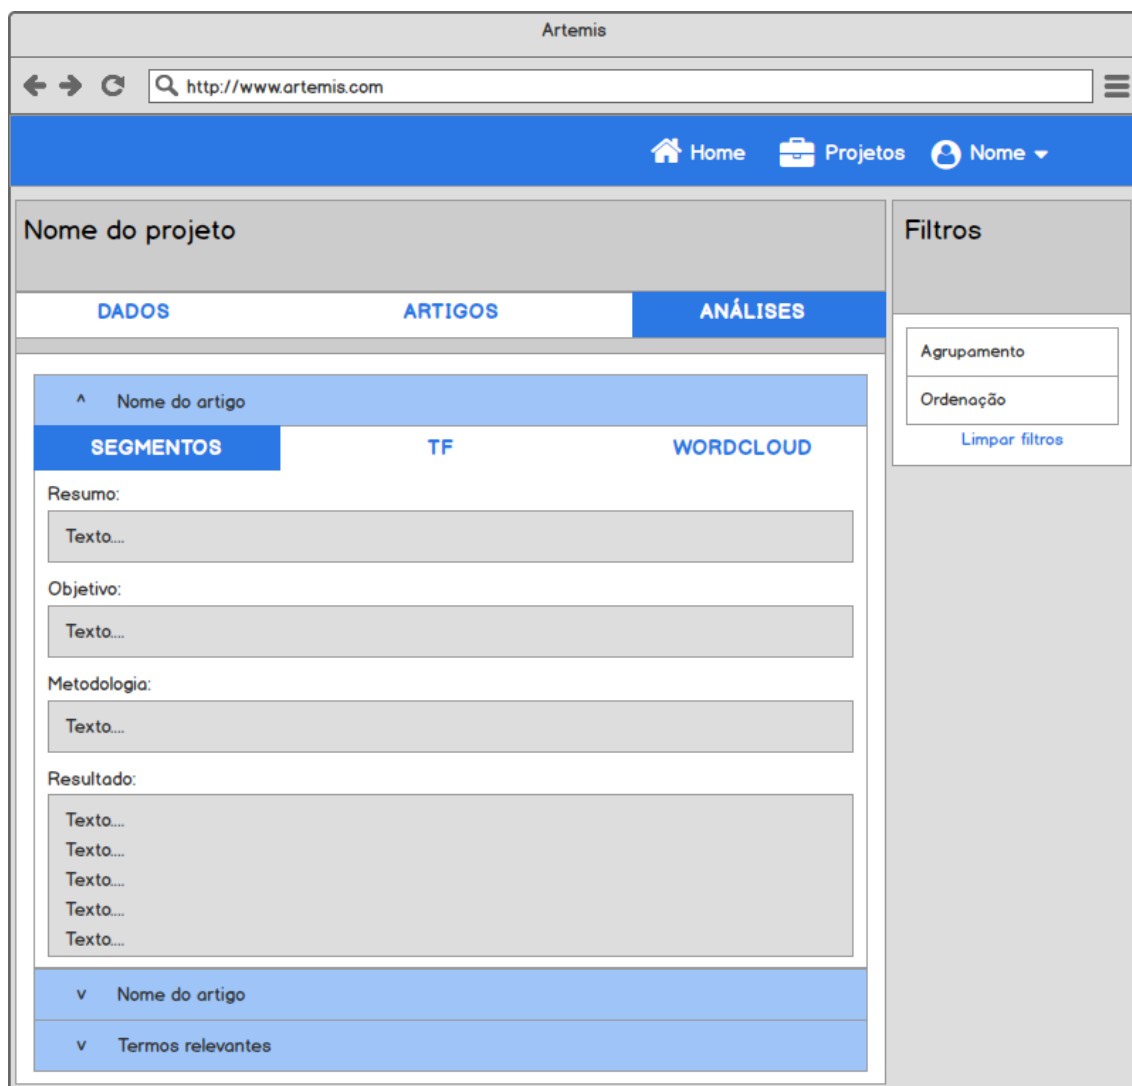 Artemis
http://www.artemis.com
Home Projetos Nome
Nome do projeto
DADOS ARTIGOS ANÁLISES
^ Nome do artigo
SEGMENTOS TF WORDCLOUD
Resumo:
Texto....
Objetivo:
Texto....
Metodologia:
Texto....
Resultado:
Texto....
Texto....
Texto....
Texto....
Texto....
v Nome do artigo
v Termos relevantes
Filtros
Agrupamento
Ordenação
Limpar filtros